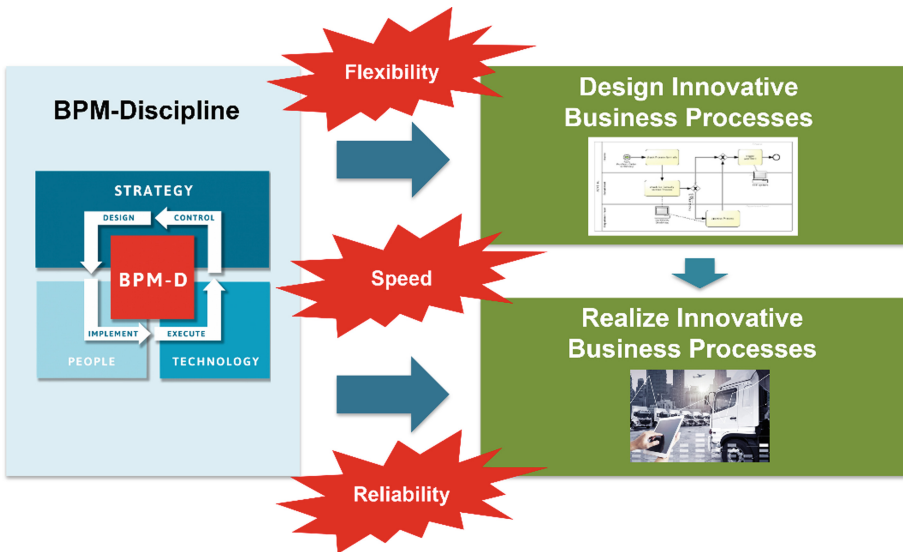 BPM-Discipline
STRATEGY
DESIGN
CONTROL
BPM-D
IMPLEMENT
EXECUTE
PEOPLE
TECHNOLOGY
Flexibility
Speed
Reliability
Design Innovative
Business Processes
Realize Innovative
Business Processes